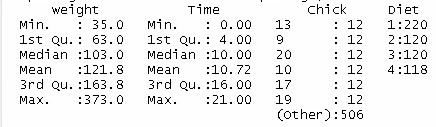 weight Time Chick Diet
Min. : 35.0 Min. : 0.00 13 : 12 1:220
1st Qu.: 63.0 1st Qu.: 4.00 9 : 12 2:120
Median :103.0 Median :10.00 20 : 12 3:120
Mean :121.8 Mean :10.72 10 : 12 4:118
3rd Qu.:163.8 3rd Qu.:16.00 17 : 12
Max. :373.0 Max. :21.00 19 : 12
(Other):506